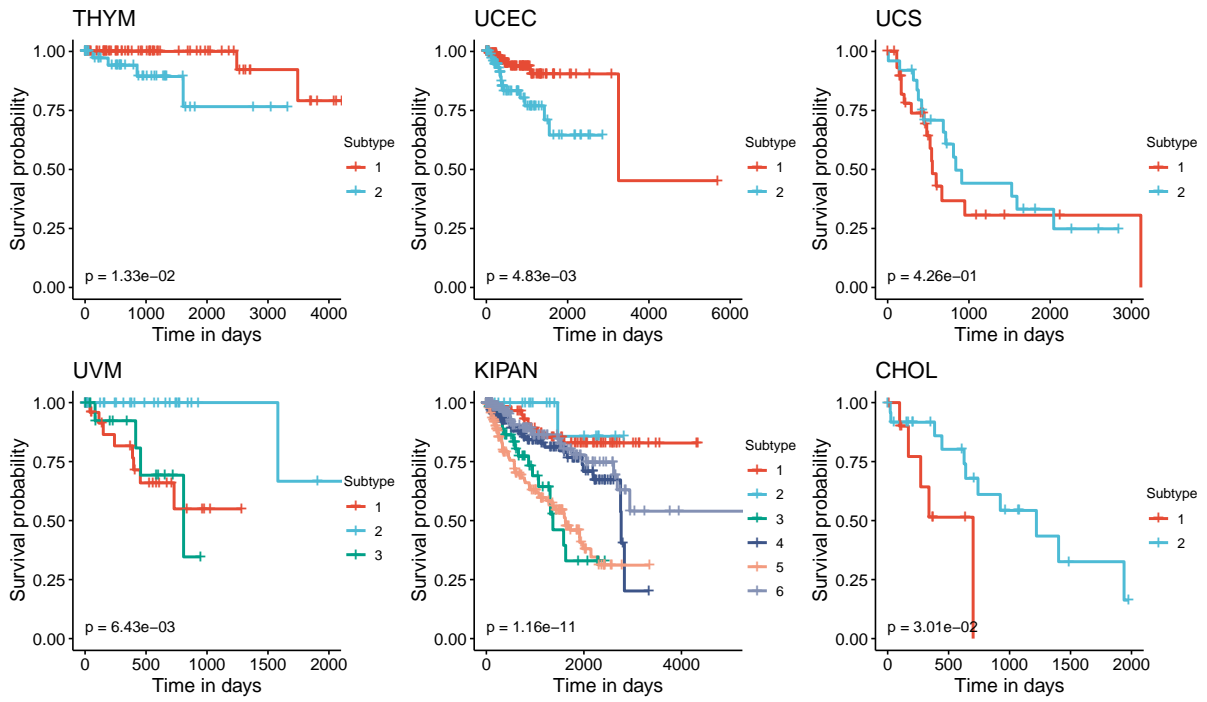 THYM
Survival probability
1.00
0.75
0.50
0.25
0.00
p = 1.33e−02
0 1000 2000 3000 4000
Time in days
Subtype
1
2
UCEC
Survival probability
1.00
0.75
0.50
0.25
0.00
p = 4.83e−03
0 2000 4000 6000
Time in days
Subtype
1
2
UCS
Survival probability
1.00
0.75
0.50
0.25
0.00
p = 4.26e−01
0 1000 2000 3000
Time in days
Subtype
1
2
UVM
Survival probability
1.00
0.75
0.50
0.25
0.00
p = 6.43e−03
0 500 1000 1500 2000
Time in days
Subtype
1
2
3
KIPAN
Survival probability
1.00
0.75
0.50
0.25
0.00
p = 1.16e−11
0 2000 4000
Time in days
Subtype
1
2
3
4
5
6
CHOL
Survival probability
1.00
0.75
0.50
0.25
0.00
p = 3.01e−02
0 500 1000 1500 2000
Time in days
Subtype
1
2